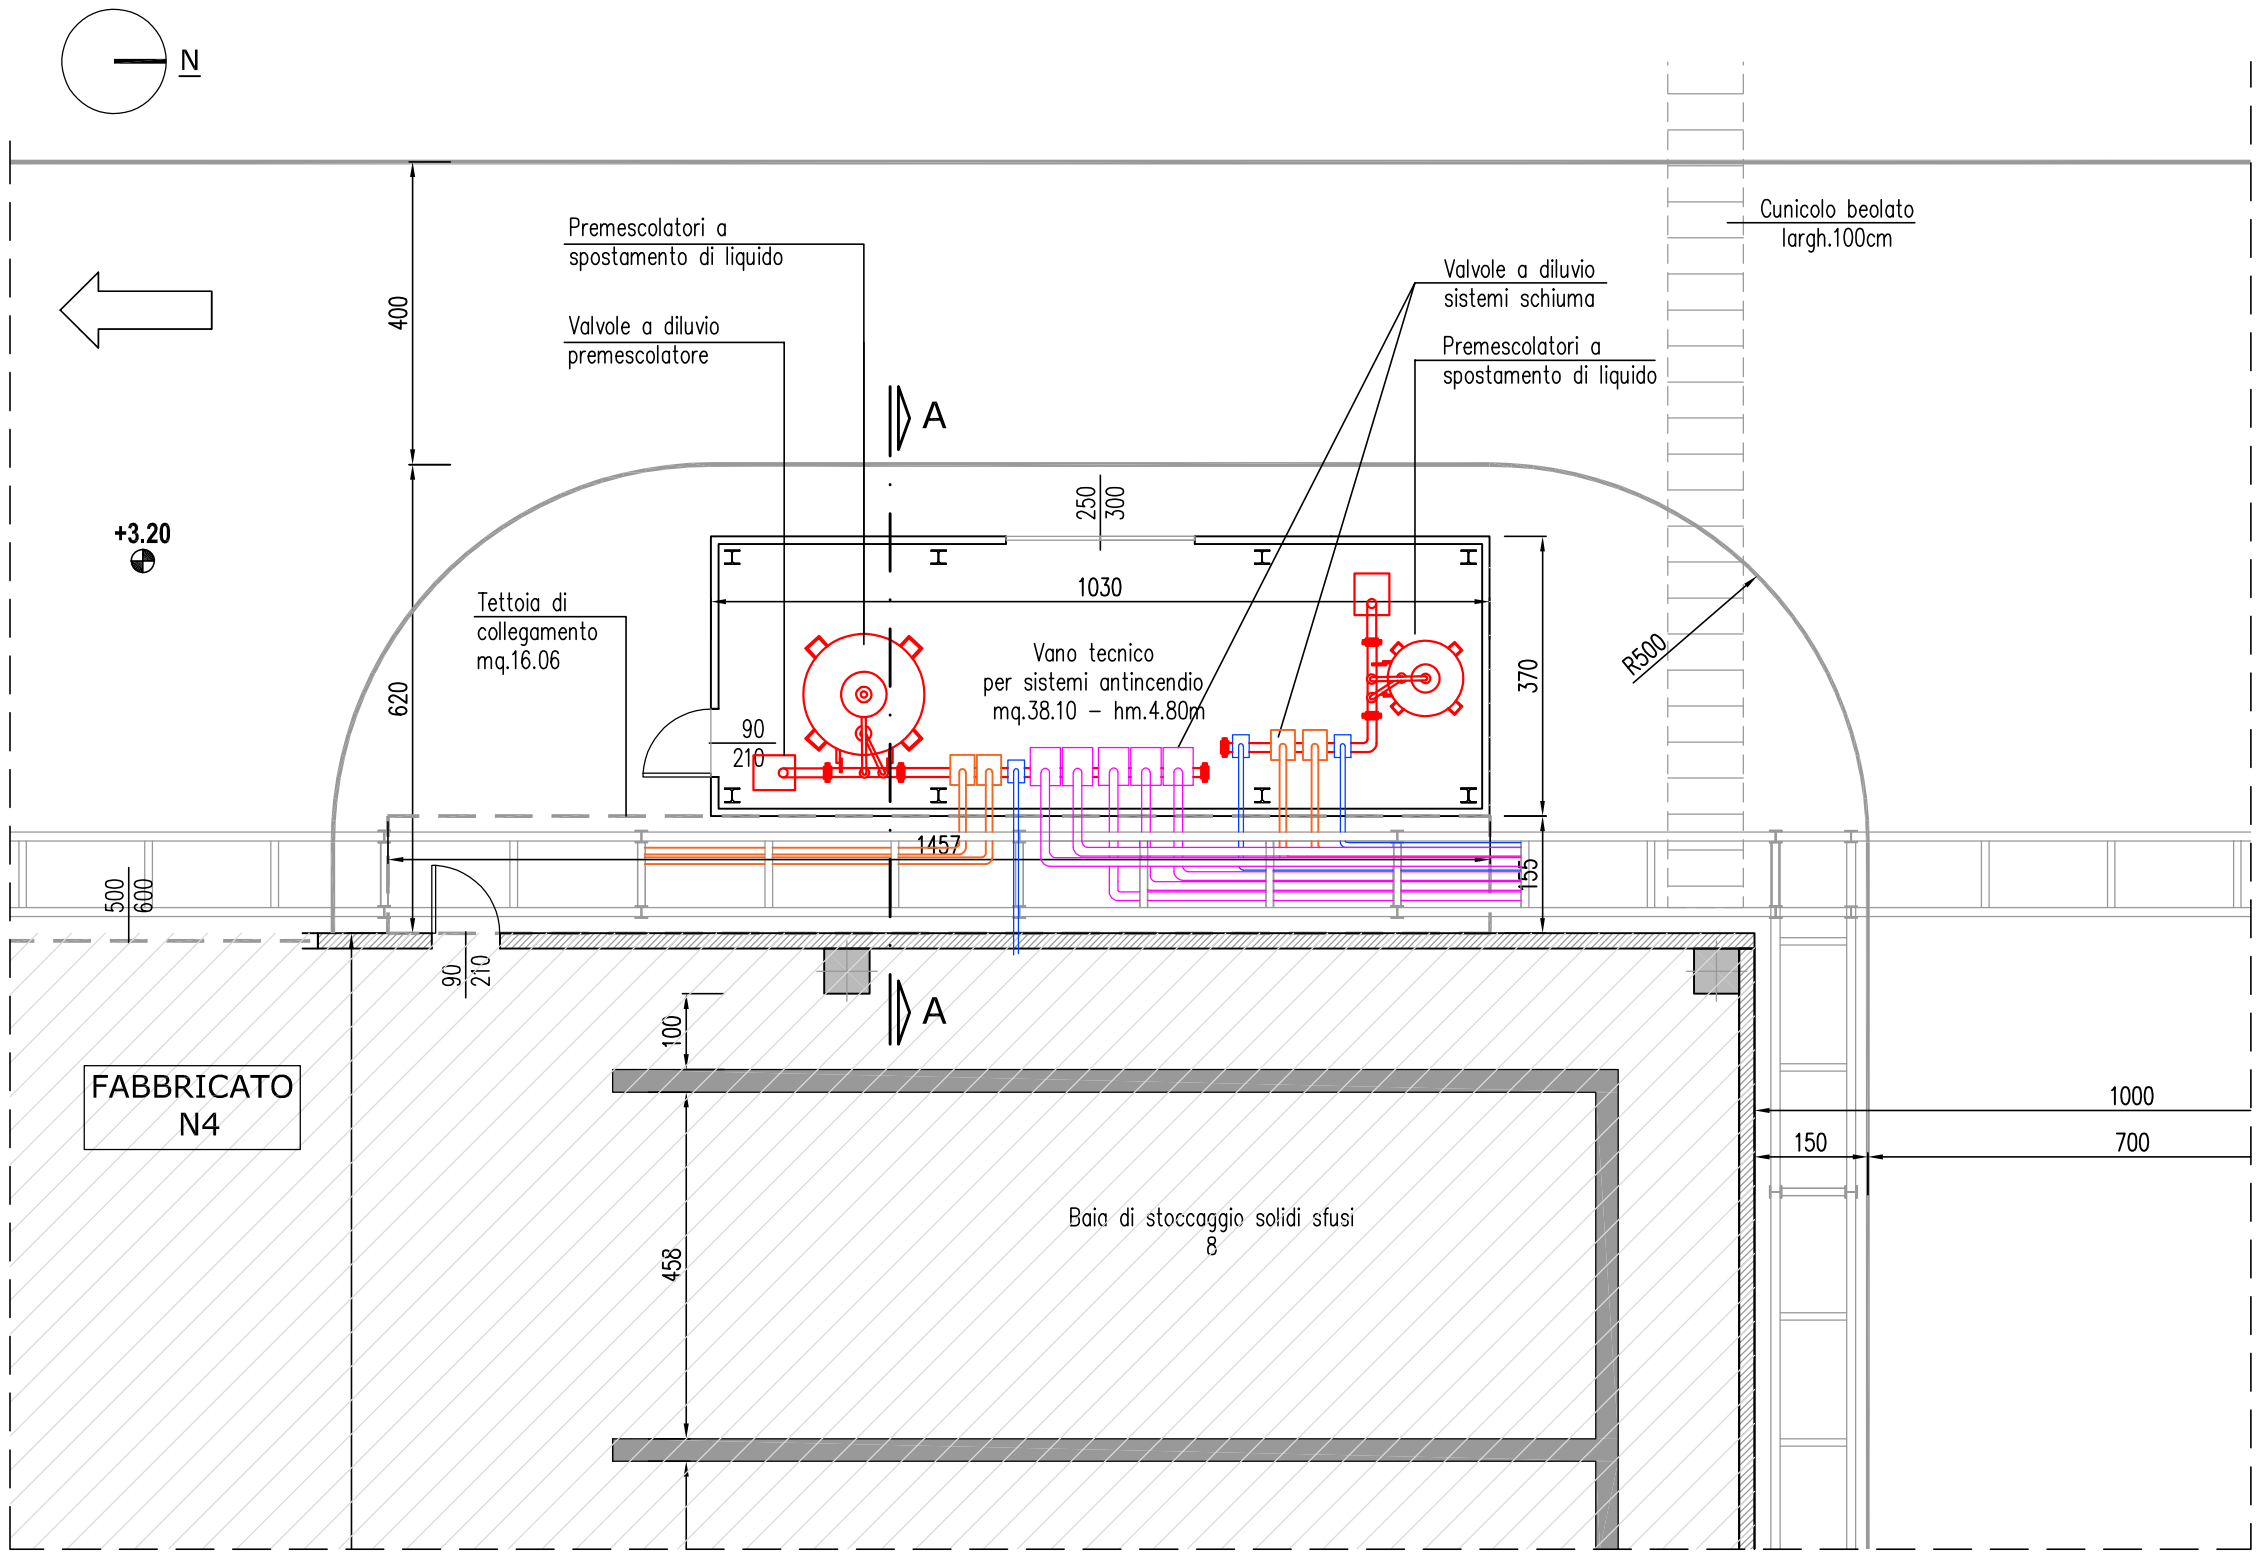 N
Cunicolo beolato
largh.100cm
Premescolatori a
spostamento di liquido
Valvole a diluvio
sistemi schiuma
400
Valvole a diluvio
premescolatore
Premescolatori a
spostamento di liquido
A
250
300
+3.20
1030
Tettoia di
collegamento
mq.16.06
Vano tecnico
per sistemi antincendio
mq.38.10 – hm.4.80m
R500
370
620
90
210
1457
155
500
600
90
210
A
100
FABBRICATO
N4
1000
150
700
Baia di stoccaggio solidi sfusi
8
458